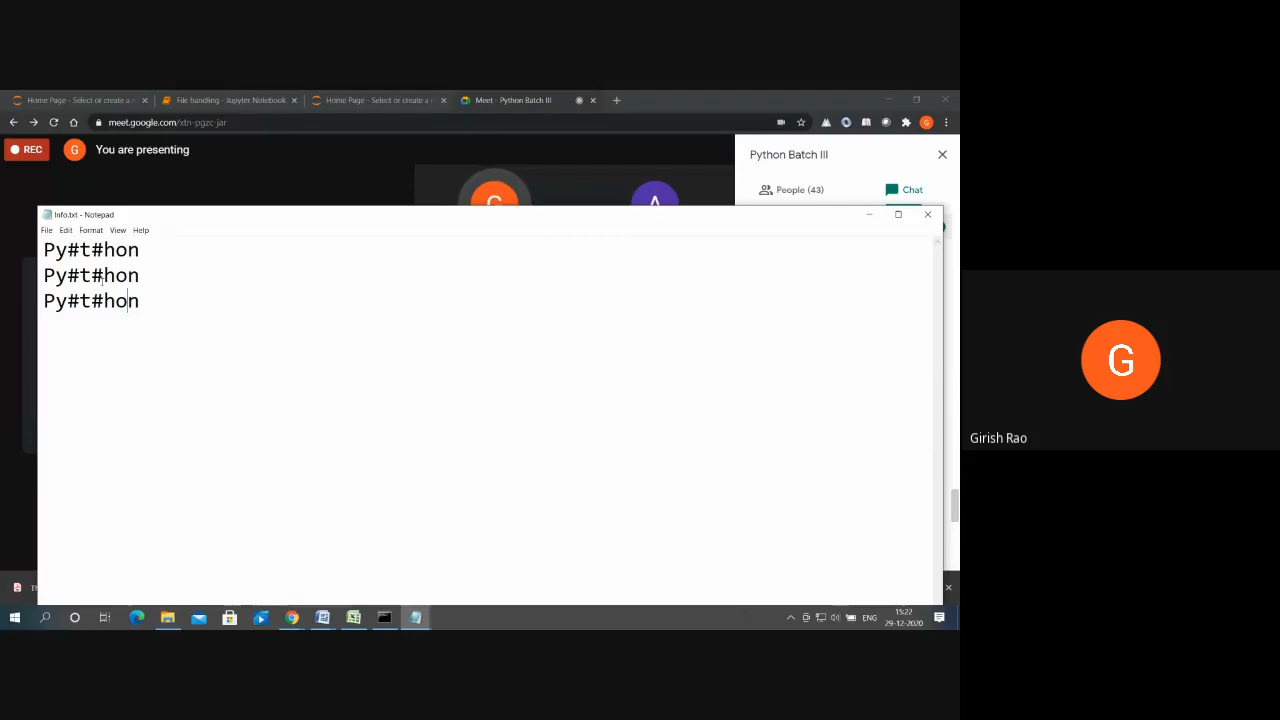 Home Page - Select or create a n
File handling - Jupyter Notebook
Home Page - Select or create a n
Meet - Python Batch III
meet.google.com/xtn-pgzc-jar
G
REC
G
You are presenting
Python Batch III
People (43)
Chat
G
A
Info.txt - Notepad
File Edit Format View Help
Py#t#hon
Py#t#hon
Py#t#hon
G
Girish Rao
ENG
15:22
29-12-2020